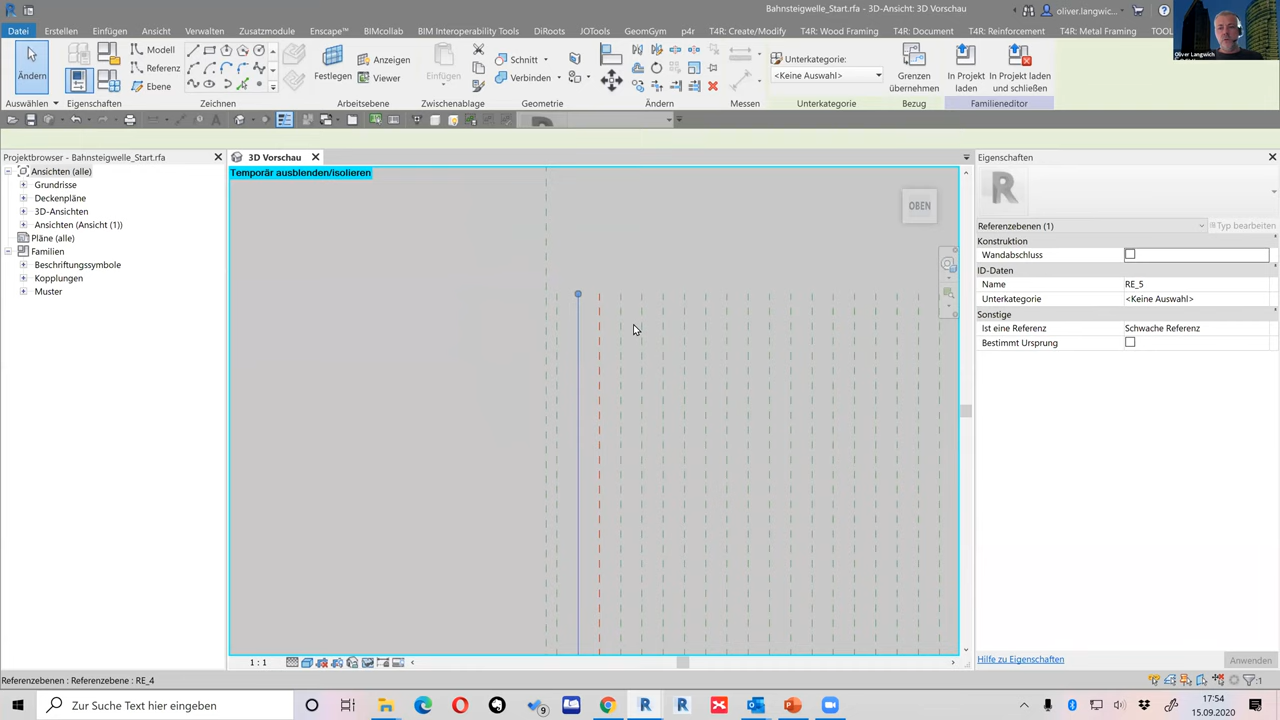 Bahnsteigwelle_Start.rfa - 3D-Ansicht: 3D Vorschau
oliver.langwic...
Datei Erstellen Einfügen Ansicht Verwalten Zusatzmodule Enscape™ BIMcollab BIM Interoperability Tools DiRoots JOTools GeomGym p4r T4R: Create/Modify T4R: Wood Framing T4R: Document T4R: Reinforcement T4R: Metal Framing TOOL
Oliver Langwich
Ändern
Modell
Referenz
Ebene
Festlegen
Anzeigen
Viewer
Einfügen
Schnitt
Verbinden
Unterkategorie:
<Keine Auswahl>
Grenzen übernehmen
In Projekt laden
In Projekt laden und schließen
Auswählen Eigenschaften Zeichnen Arbeitsebene Zwischenablage Geometrie Ändern Messen Unterkategorie Bezug Familieneditor
Projektbrowser - Bahnsteigwelle_Start.rfa
Ansichten (alle)
Grundrisse
Deckenpläne
3D-Ansichten
Ansichten (Ansicht (1))
Pläne (alle)
Familien
Beschriftungssymbole
Kopplungen
Muster
3D Vorschau
Temporär ausblenden/isolieren
OBEN
Eigenschaften
R
Referenzebenen (1)
Typ bearbeiten
Konstruktion
Wandabschluss
ID-Daten
Name RE_5
Unterkategorie <Keine Auswahl>
Sonstige
Ist eine Referenz Schwache Referenz
Bestimmt Ursprung
Hilfe zu Eigenschaften
Anwenden
1 : 1
Referenzebenen : Referenzebene : RE_4
:1
Zur Suche Text hier eingeben
9
17:54
15.09.2020